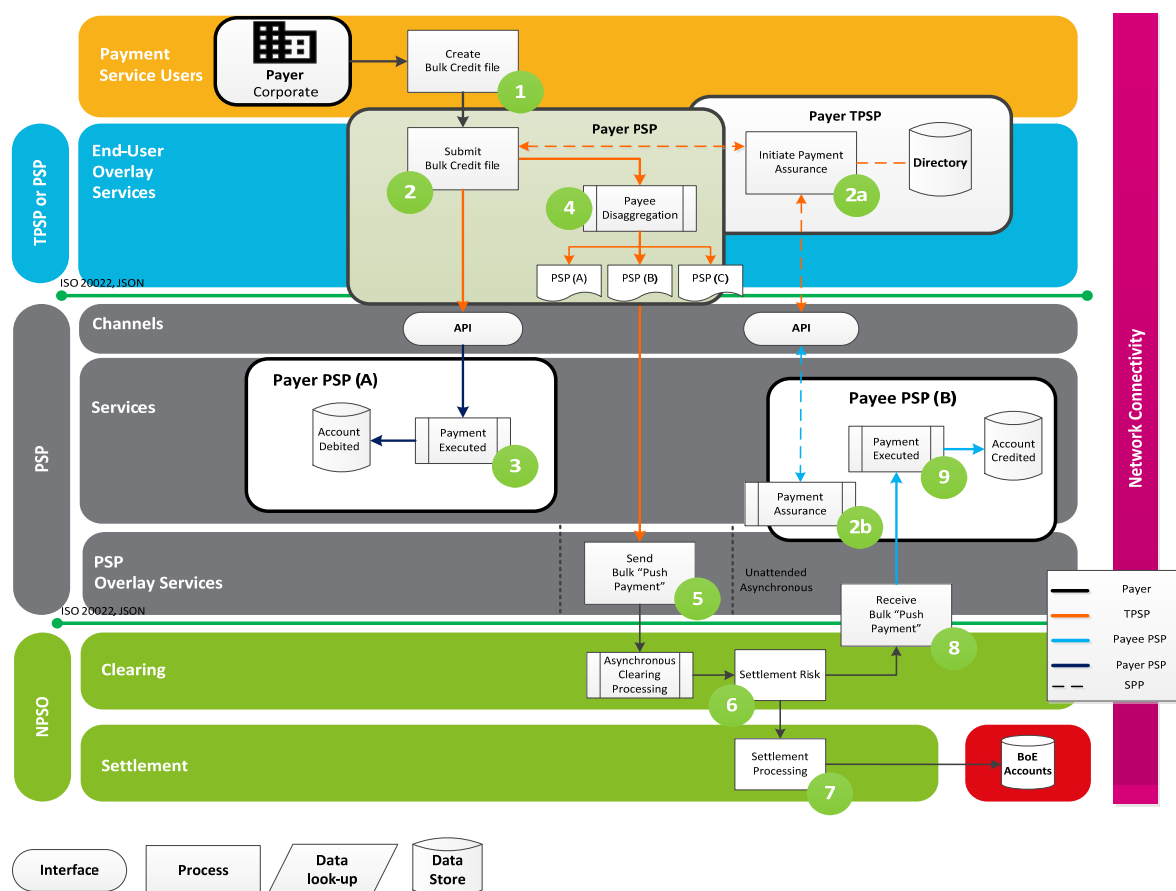 Payment
Service Users
Payer
Corporate
Create
Bulk Credit file
1
TPSP or PSP
End-User
Overlay
Services
Payer PSP
Submit
Bulk Credit file
2
4
Payee
Disaggregation
PSP (A)
PSP (B)
PSP (C)
Payer TPSP
Initiate Payment
Assurance
2a
Directory
ISO 20022, JSON
PSP
Channels
API
API
Services
Payer PSP (A)
Account
Debited
Payment
Executed
3
Payee PSP (B)
Payment
Executed
9
Account
Credited
Payment
Assurance
2b
PSP
Overlay Services
Send
Bulk “Push
Payment”
5
Unattended
Asynchronous
Receive
Bulk “Push
Payment”
8
ISO 20022, JSON
NPSO
Clearing
Asynchronous
Clearing
Processing
Settlement Risk
6
Settlement
Settlement
Processing
7
BoE
Accounts
Network Connectivity
Payer
TPSP
Payee PSP
Payer PSP
SPP
Interface
Process
Data
look-up
Data
Store